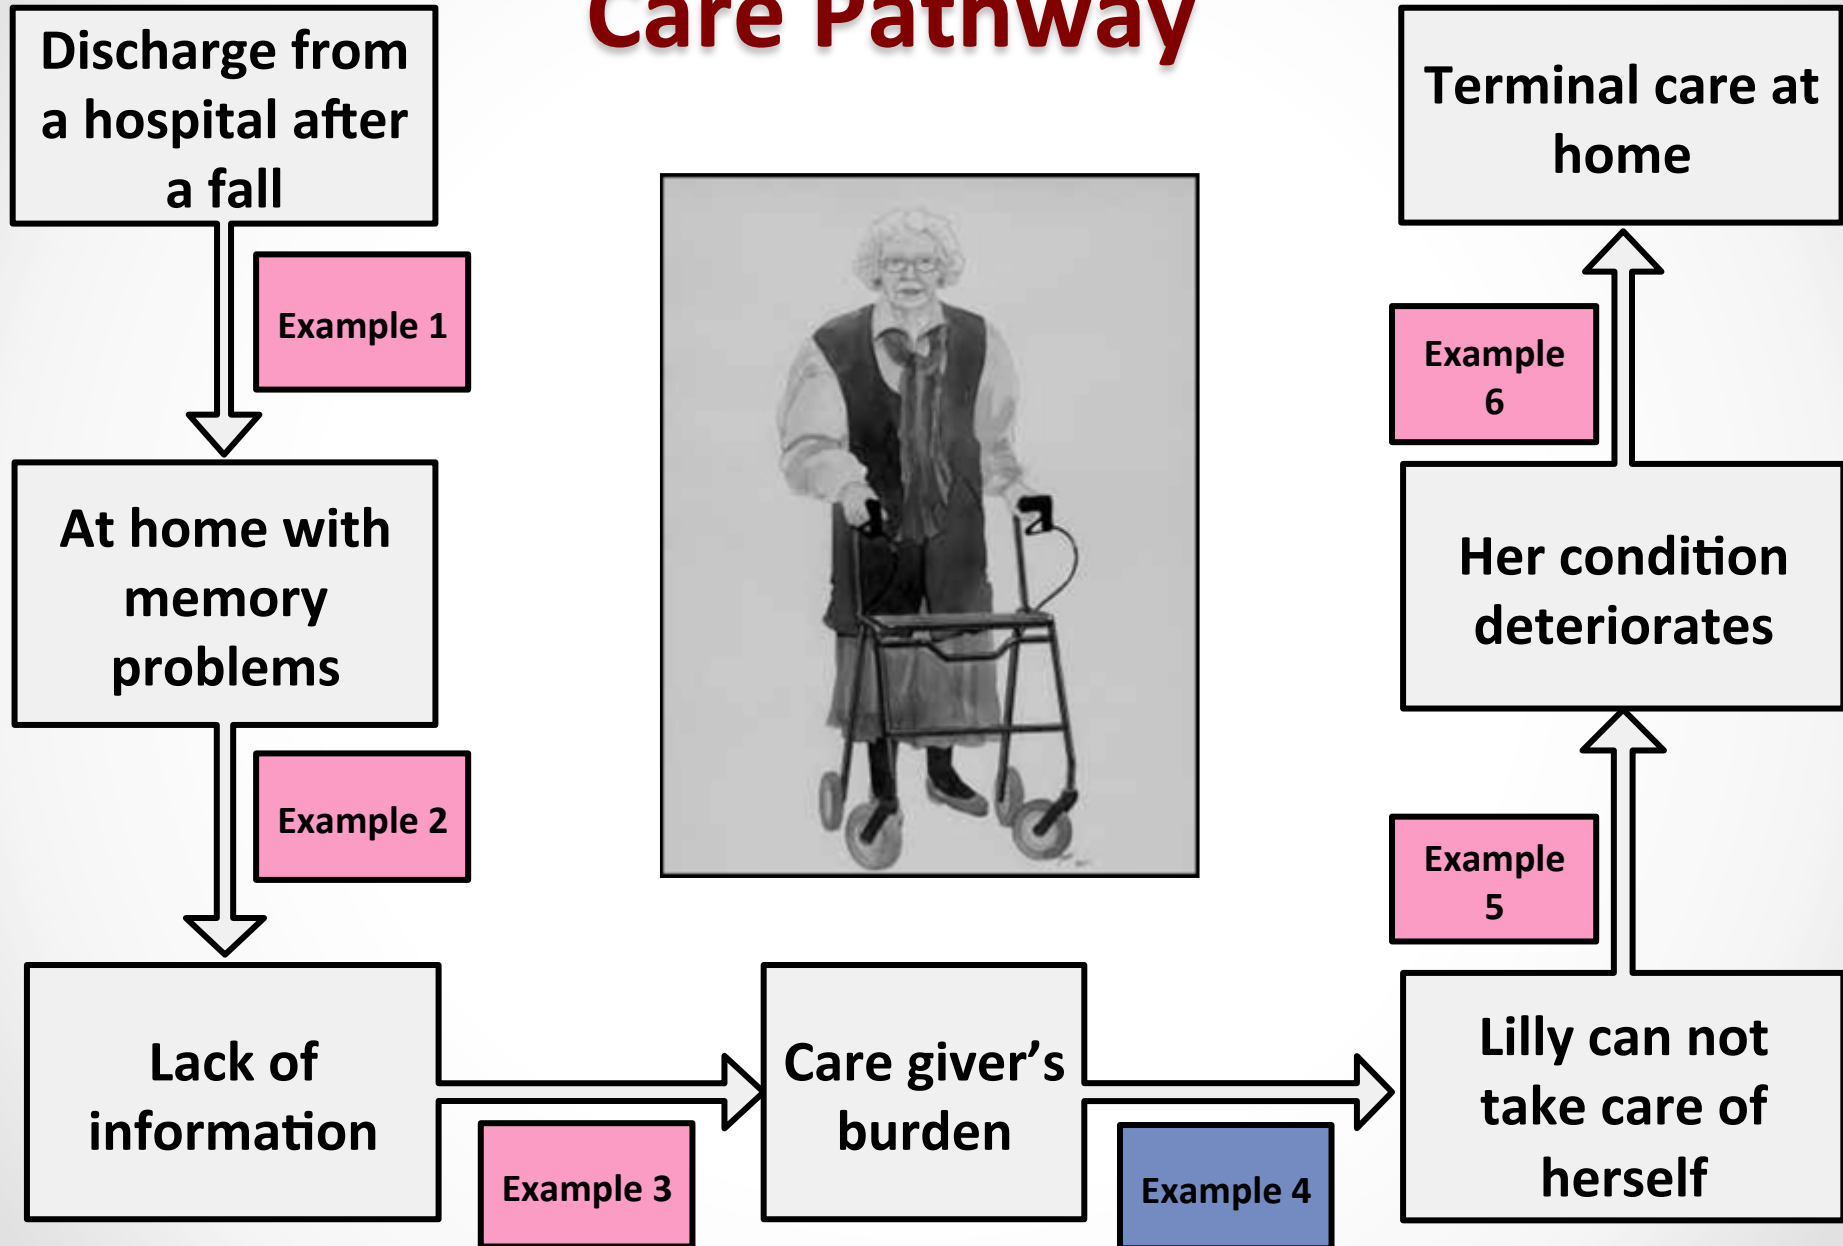 Care Pathway
Discharge from
a hospital after
a fall
Example 1
At home with
memory
problems
Example 2
Lack of
information
Example 3
Care giver’s
burden
Example 4
Lilly can not
take care of
herself
Example
5
Her condition
deteriorates
Example
6
Terminal care at
home